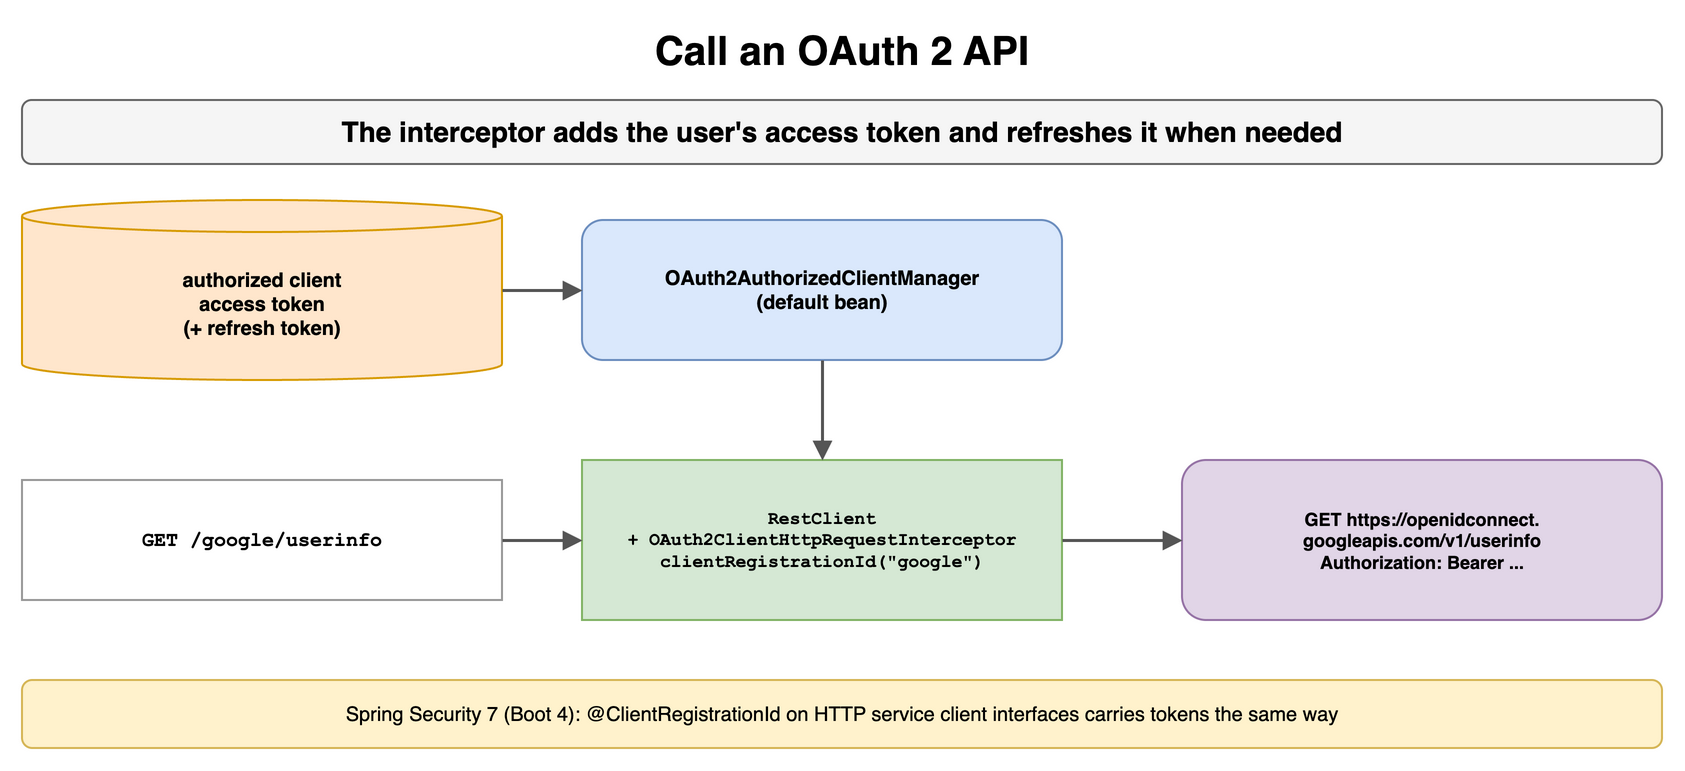 Call an OAuth 2 API
The interceptor adds the user's access token and refreshes it when needed
authorized client
access token
(+ refresh token)
OAuth2AuthorizedClientManager
(default bean)
GET /google/userinfo
RestClient
+ OAuth2ClientHttpRequestInterceptor
clientRegistrationId("google")
GET https://openidconnect.
googleapis.com/v1/userinfo
Authorization: Bearer ...
Spring Security 7 (Boot 4): @ClientRegistrationId on HTTP service client interfaces carries tokens the same way